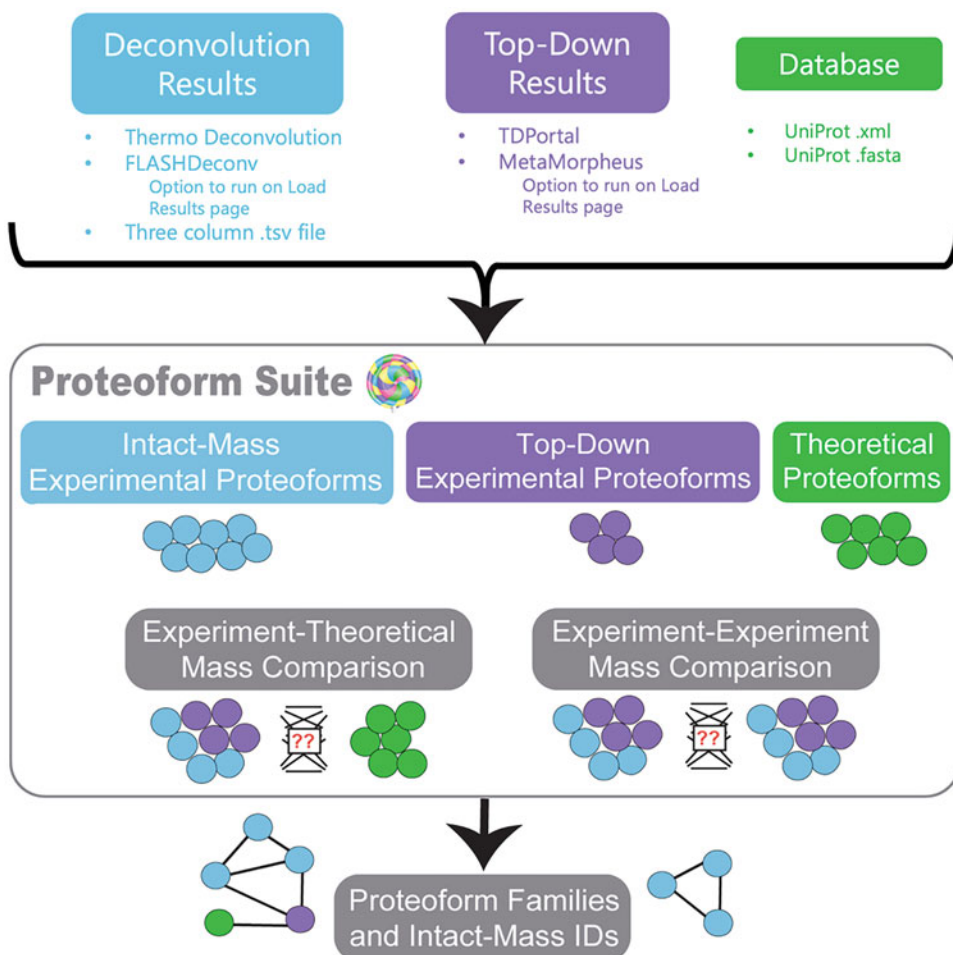 Deconvolution
Results
• Thermo Deconvolution
• FLASHDeconv
Option to run on Load
Results page
• Three column .tsv file
Top-Down
Results
• TDPortal
• MetaMorpheus
Option to run on Load
Results page
Database
• UniProt .xml
• UniProt .fasta
Proteoform Suite
Intact-Mass
Experimental Proteoforms
Top-Down
Experimental Proteoforms
Theoretical
Proteoforms
Experiment-Theoretical
Mass Comparison
??
Experiment-Experiment
Mass Comparison
??
Proteoform Families
and Intact-Mass IDs